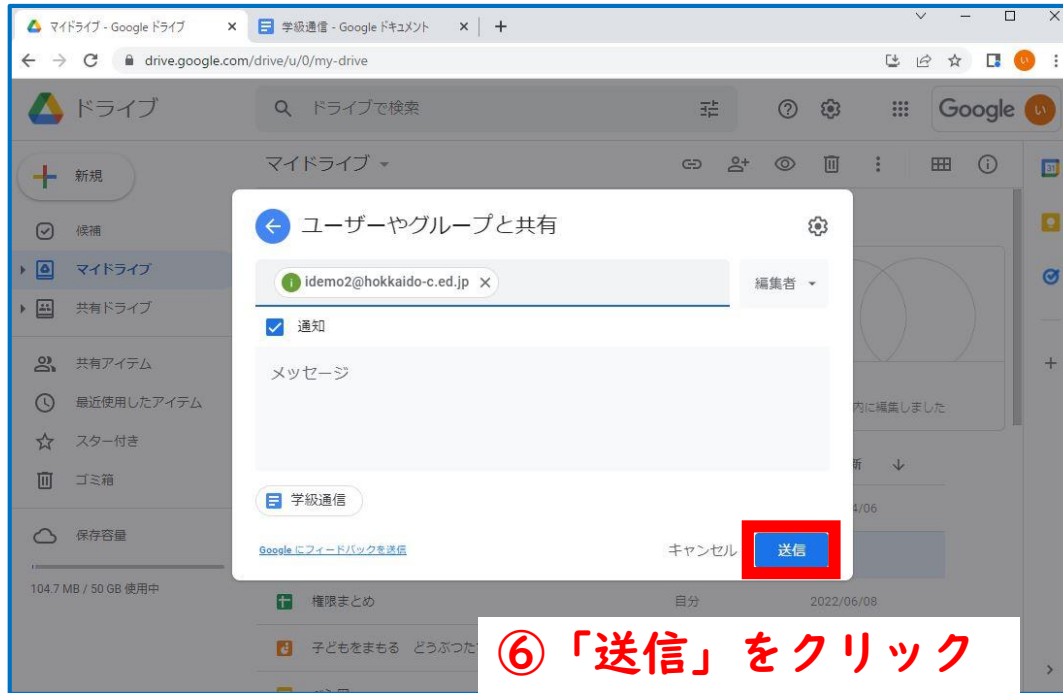 マイドライブ - Google ドライブ
学級通信 - Google ドキュメント
drive.google.com/drive/u/0/my-drive
い
ドライブ
ドライブで検索
Google
い
新規
マイドライブ
31
候補
マイドライブ
共有ドライブ
共有アイテム
最近使用したアイテム
スター付き
ゴミ箱
保存容量
104.7 MB / 50 GB 使用中
ユーザーやグループと共有
i idemo2@hokkaido-c.ed.jp
編集者
通知
メッセージ
学級通信
Google にフィードバックを送信
キャンセル
送信
内に編集しました
新
4/06
権限まとめ
自分
2022/06/08
子どもをまもる どうぶつた
⑥「送信」をクリック